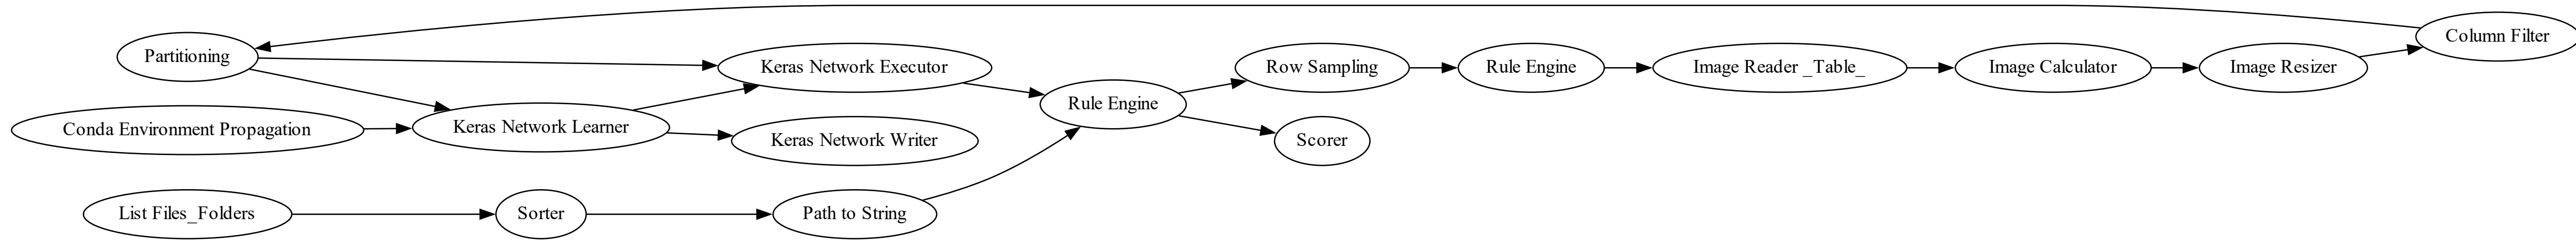 Partitioning
Conda Environment Propagation
List Files_Folders
Keras Network Learner
Sorter
Keras Network Executor
Keras Network Writer
Path to String
Rule Engine
Row Sampling
Scorer
Rule Engine
Image Reader _Table_
Image Calculator
Image Resizer
Column Filter